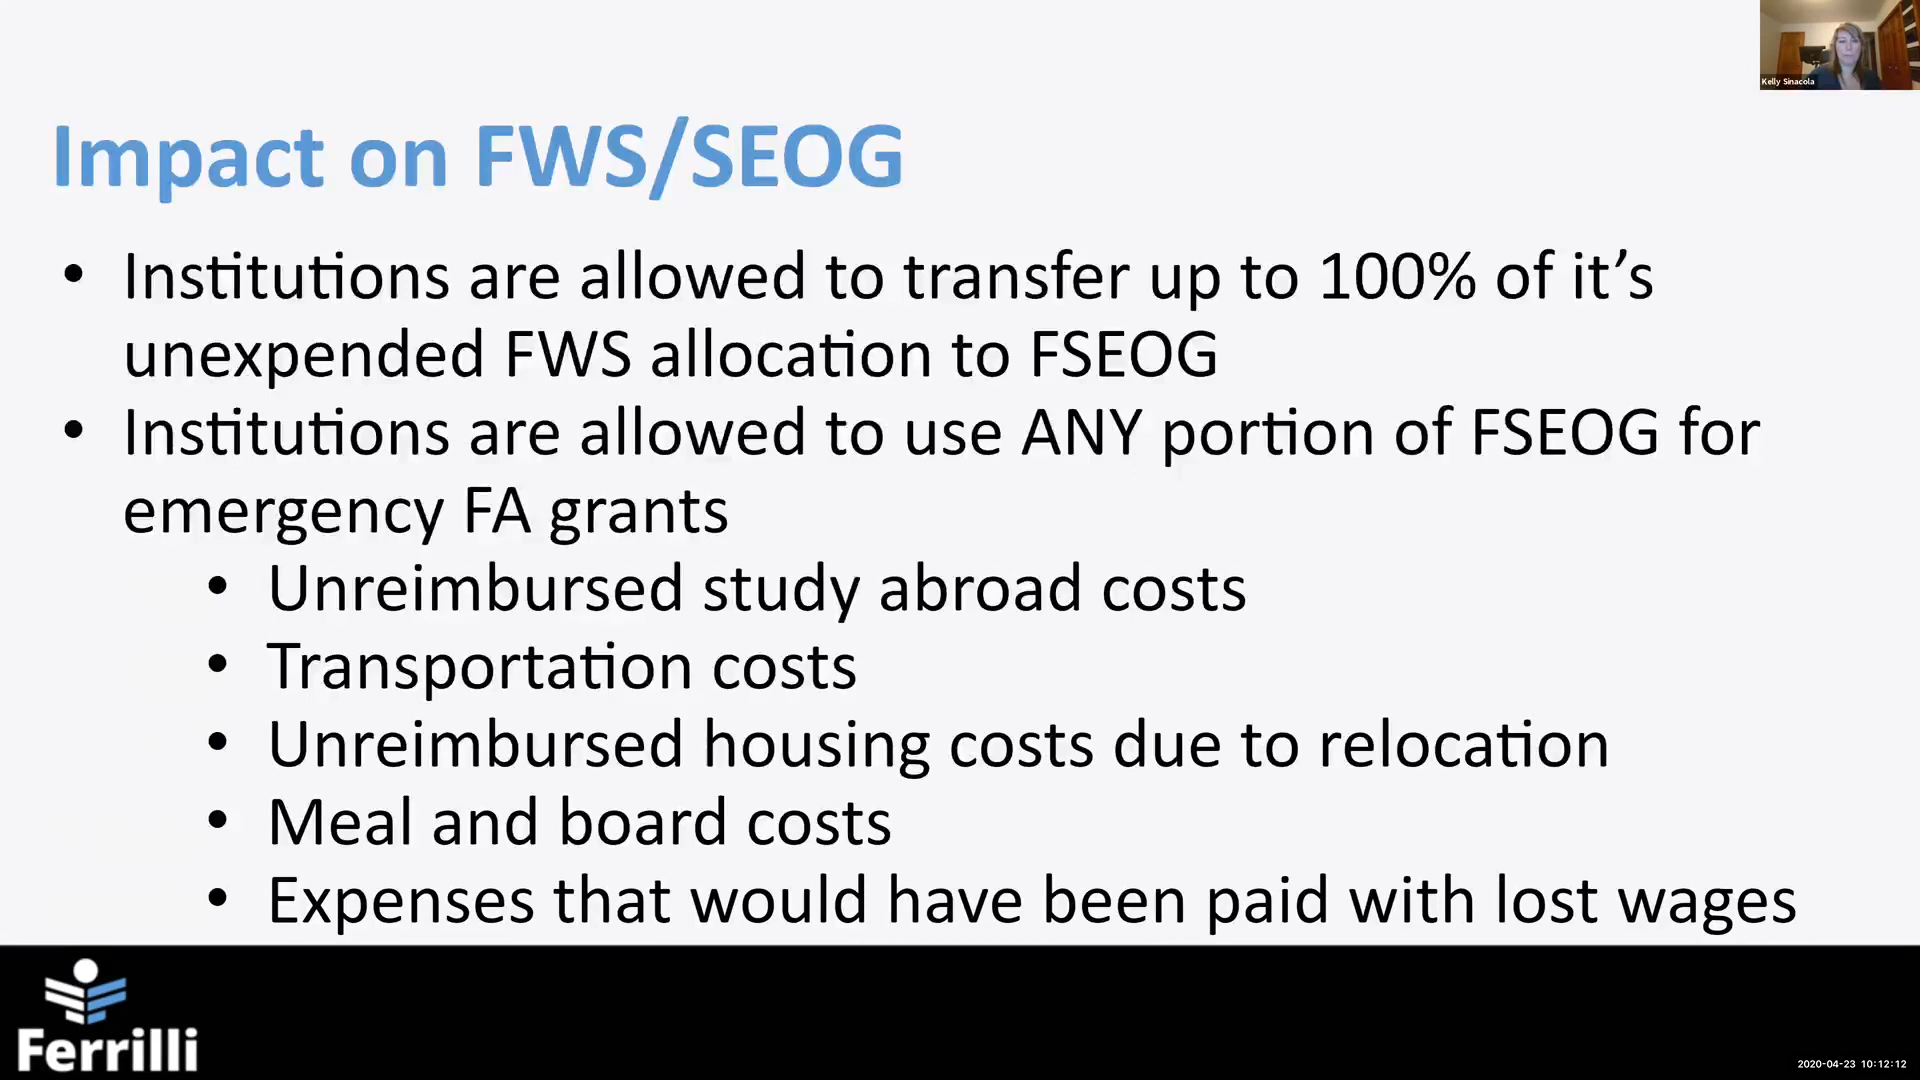 Kelly Sinacola
Impact on FWS/SEOG
• Institutions are allowed to transfer up to 100% of it’s
unexpended FWS allocation to FSEOG
• Institutions are allowed to use ANY portion of FSEOG for
emergency FA grants
• Unreimbursed study abroad costs
• Transportation costs
• Unreimbursed housing costs due to relocation
• Meal and board costs
• Expenses that would have been paid with lost wages
Ferrilli
2020-04-23 10:12:12